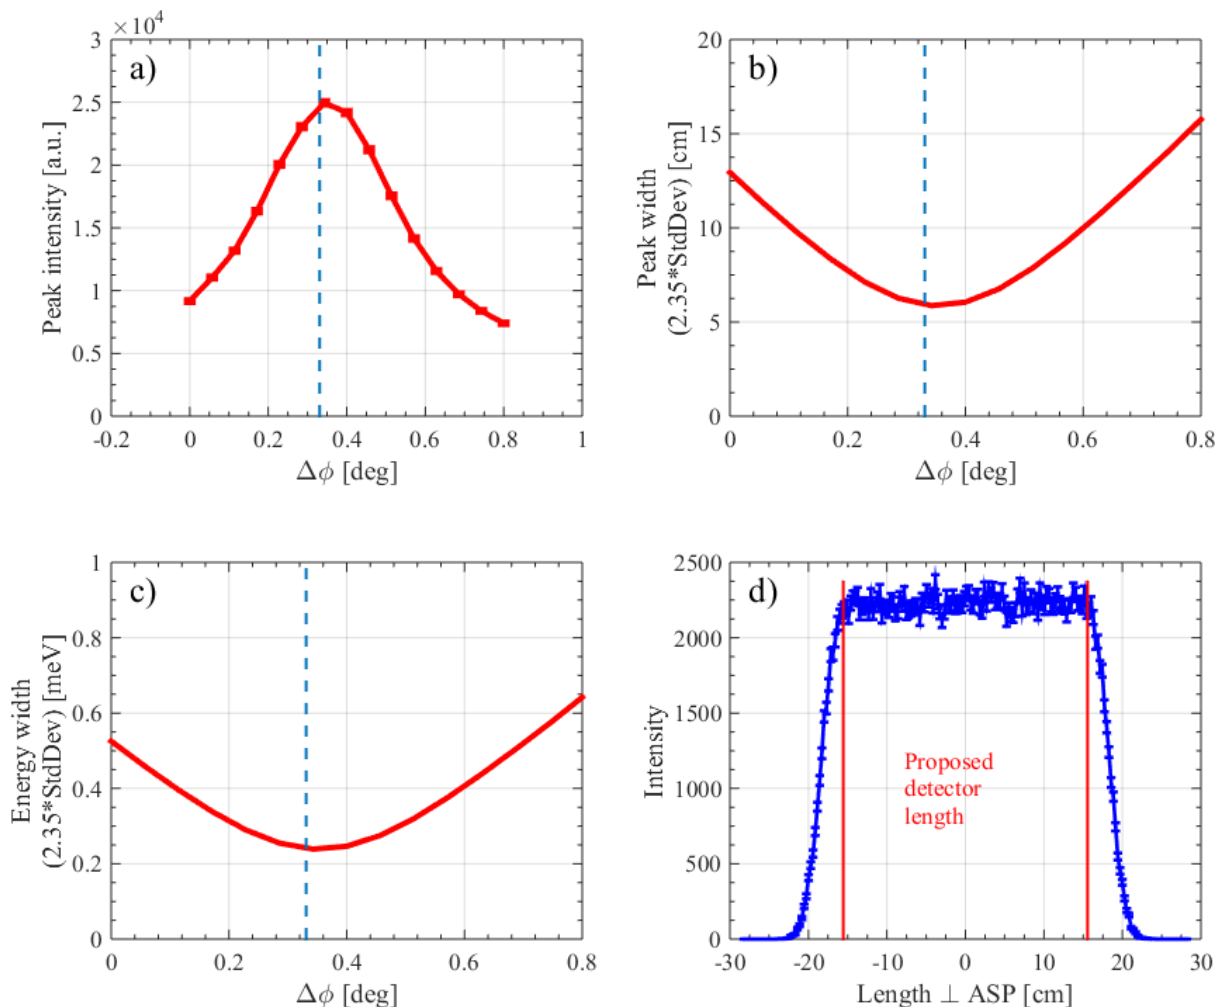 ×10⁴
3
2.5
2
1.5
1
0.5
0
a)
Peak intensity [a.u.]
-0.2 0 0.2 0.4 0.6 0.8 1
Δϕ [deg]
20
15
10
5
0
b)
Peak width
(2.35*StdDev) [cm]
0 0.2 0.4 0.6 0.8
Δϕ [deg]
1
0.8
0.6
0.4
0.2
0
c)
Energy width
(2.35*StdDev) [meV]
0 0.2 0.4 0.6 0.8
Δϕ [deg]
2500
2000
1500
1000
500
0
d)
Intensity
Proposed
detector
length
-30 -20 -10 0 10 20 30
Length ⊥ ASP [cm]